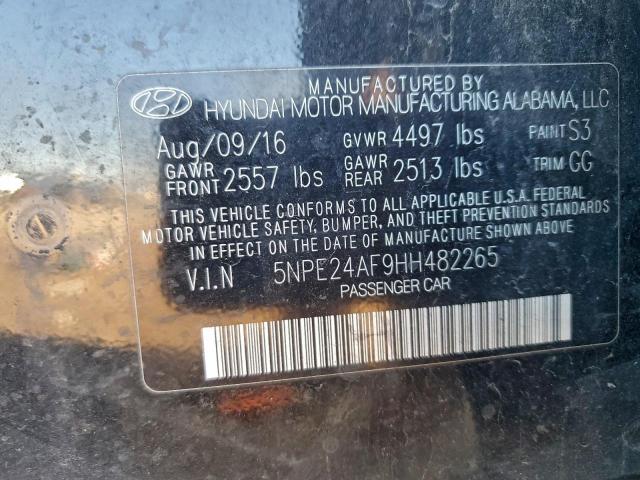 MANUFACTURED BY
HYUNDAI MOTOR MANUFACTURING ALABAMA, LLC
Aug/09/16 GVWR 4497 lbs PAINT S3
GAWR FRONT 2557 lbs GAWR REAR 2513 lbs TRIM GG
THIS VEHICLE CONFORMS TO ALL APPLICABLE U.S.A. FEDERAL
MOTOR VEHICLE SAFETY, BUMPER, AND THEFT PREVENTION STANDARDS
IN EFFECT ON THE DATE OF MANUFACTURE SHOWN ABOVE
V.I.N 5NPE24AF9HH482265
PASSENGER CAR